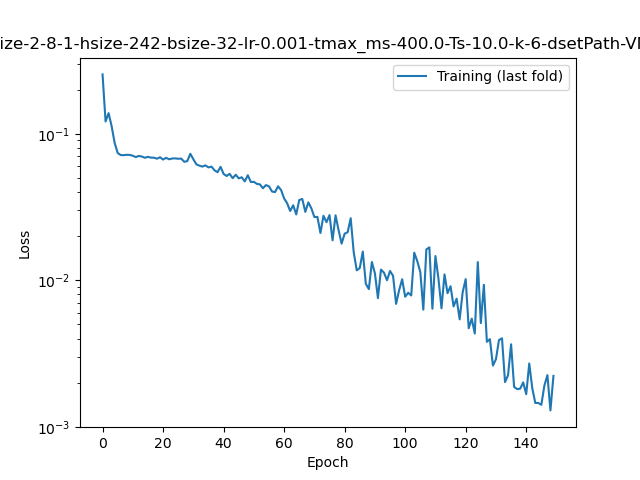 ize-2-8-1-hsize-242-bsize-32-lr-0.001-tmax_ms-400.0-Ts-10.0-k-6-dsetPath-VI
Training (last fold)
10⁻¹
10⁻²
10⁻³
Loss
0 20 40 60 80 100 120 140
Epoch